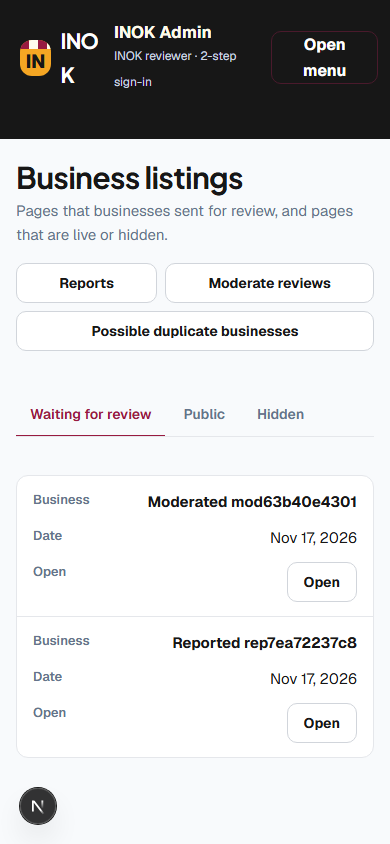 IN
INO
K
INOK Admin
INOK reviewer · 2-step
sign-in
Open
menu
Business listings
Pages that businesses sent for review, and pages
that are live or hidden.
Reports
Moderate reviews
Possible duplicate businesses
Waiting for review
Public
Hidden
Business
Moderated mod63b40e4301
Date
Nov 17, 2026
Open
Open
Business
Reported rep7ea72237c8
Date
Nov 17, 2026
Open
Open
N